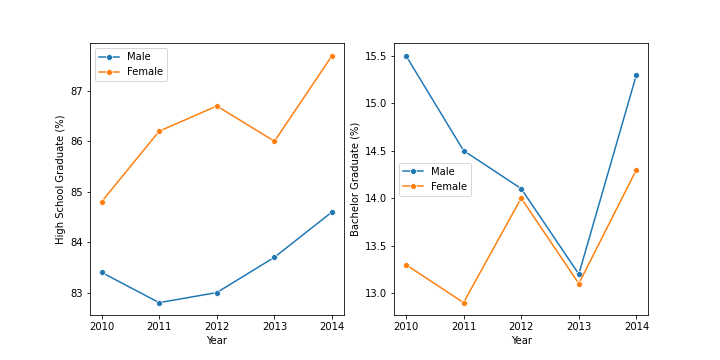 High School Graduate (%)
87
86
85
84
83
Male
Female
2010 2011 2012 2013 2014
Year
Bachelor Graduate (%)
15.5
15.0
14.5
14.0
13.5
13.0
Male
Female
2010 2011 2012 2013 2014
Year